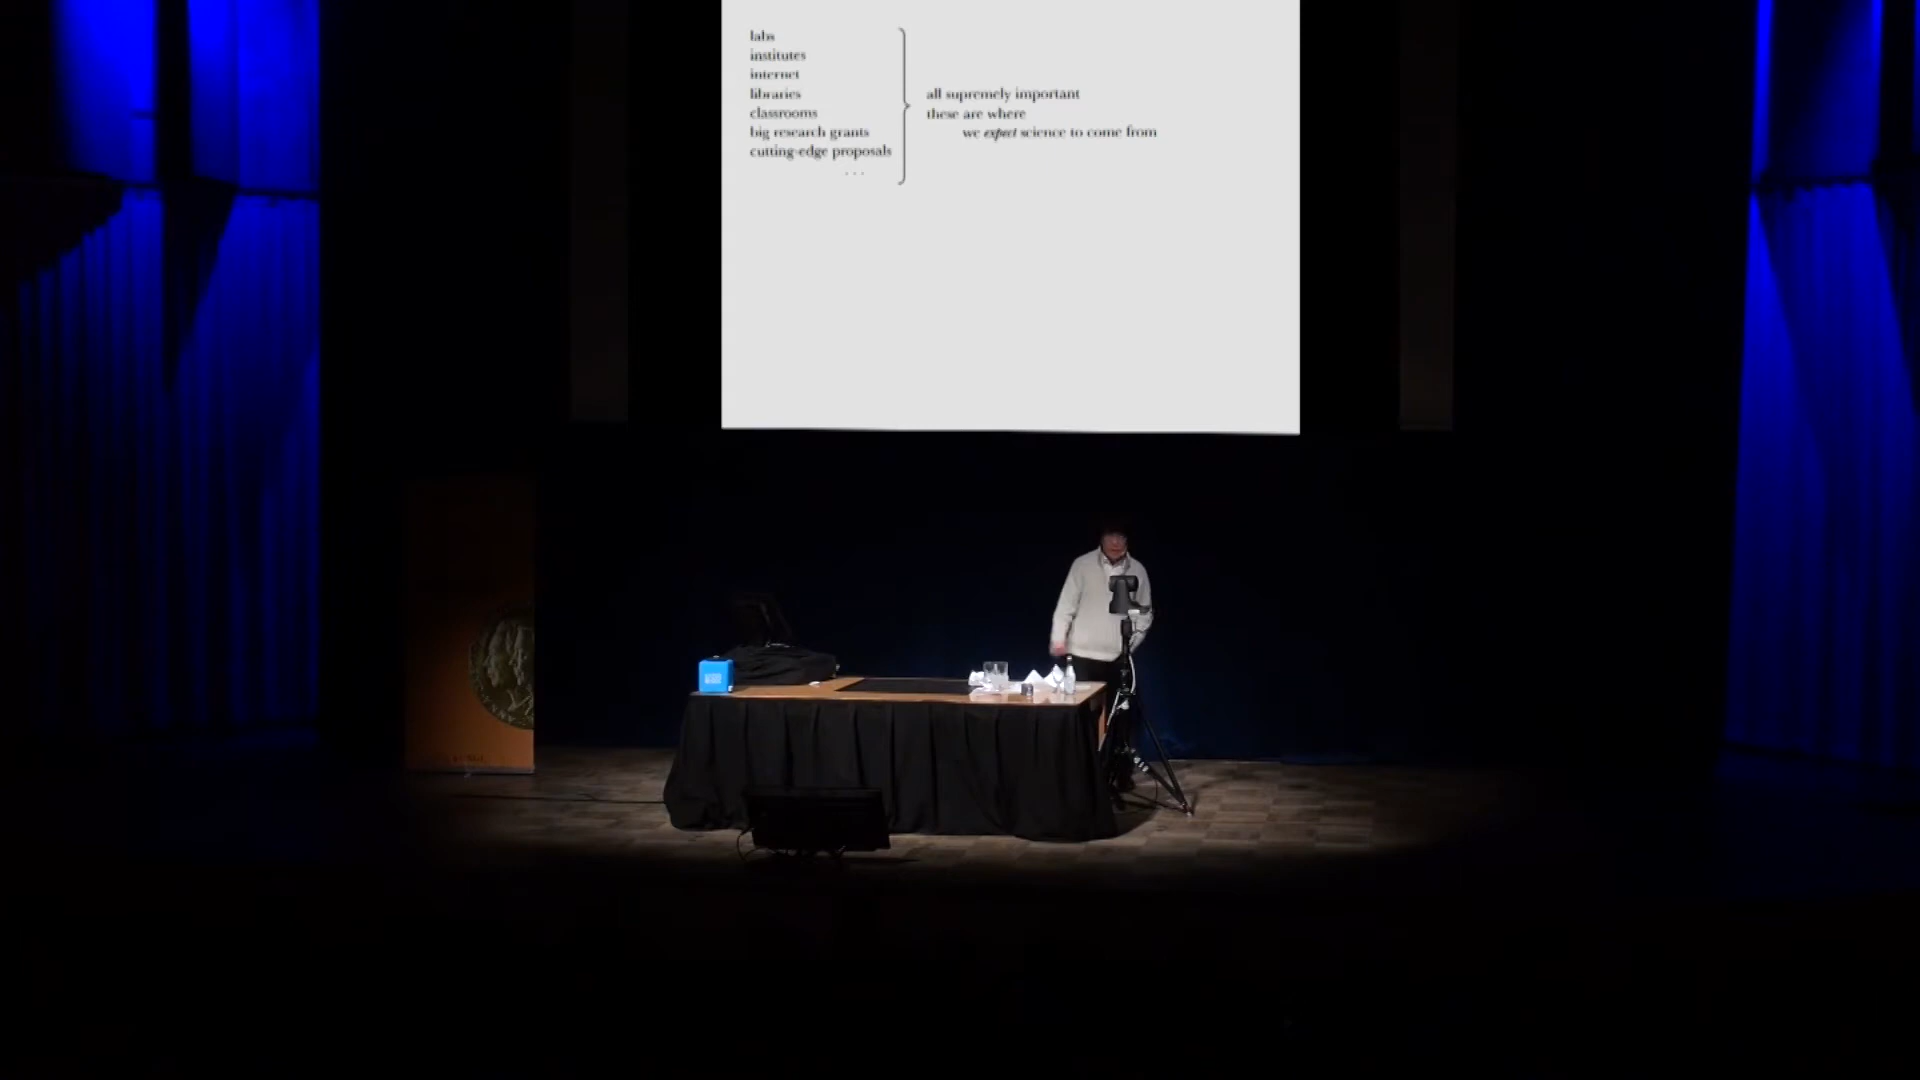 labs
institutes
internet
libraries
classrooms
big research grants
cutting-edge proposals
...
all supremely important
these are where
we expect science to come from